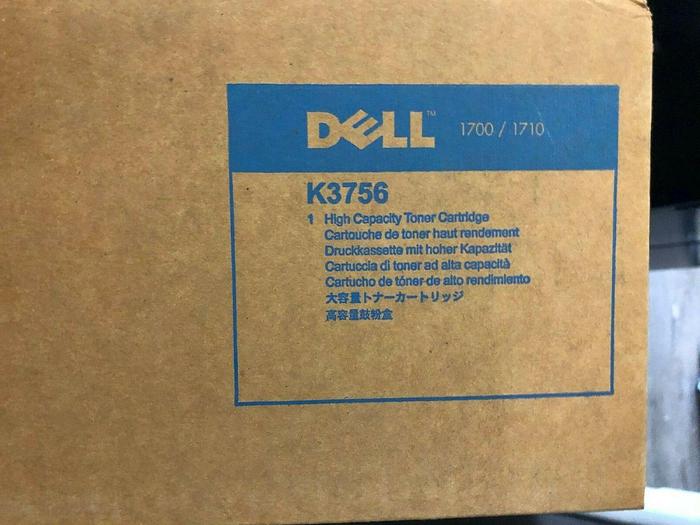 DELL™ 1700 / 1710
K3756
1 High Capacity Toner Cartridge
Cartouche de toner haut rendement
Druckkassette mit hoher Kapazität
Cartuccia di toner ad alta capacità
Cartucho de tóner de alto rendimiento
大容量トナーカートリッジ
高容量鼓粉盒